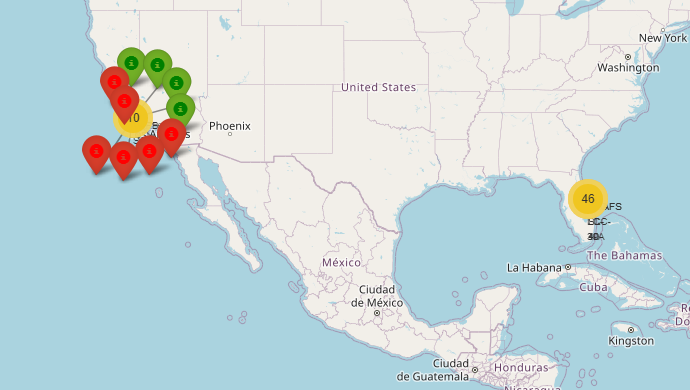 New York
Washington
United States
10
Phoenix
46
AFS
The Bahamas
La Habana
Cuba
México
Ciudad
de México
Kingston
Ciudad
de Guatemala
Honduras
Nicaragua